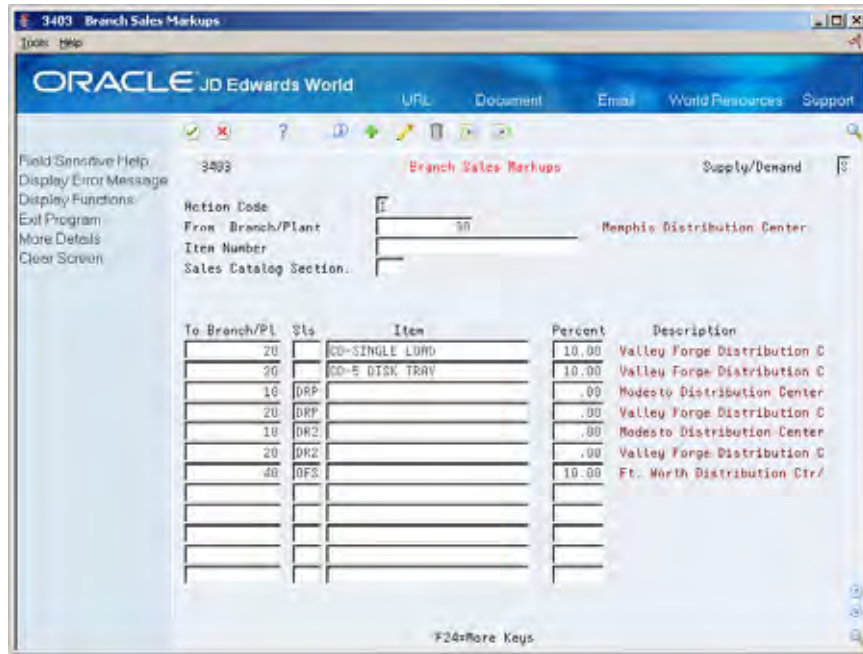 3403 Branch Sales Markups
Tools Help
ORACLE JD Edwards World
URL Document Email World Resources Support
Field Sensitive Help
Display Error Message
Display Functions
Exit Program
More Details
Clear Screen
3403 Branch Sales Markups Supply/Demand S
Action Code I
From Branch/Plant 30 Memphis Distribution Center
Item Number
Sales Catalog Section.
To Branch/Pl Sls Item Percent Description
20 CD-SINGLE LOAD 10.00 Valley Forge Distribution C
20 CD-5 DISK TRAY 10.00 Valley Forge Distribution C
10 DRP .00 Modesto Distribution Center
20 DRP .00 Valley Forge Distribution C
10 DR2 .00 Modesto Distribution Center
20 DR2 .00 Valley Forge Distribution C
40 OFS 10.00 Ft. Worth Distribution Ctr/
F24=More Keys